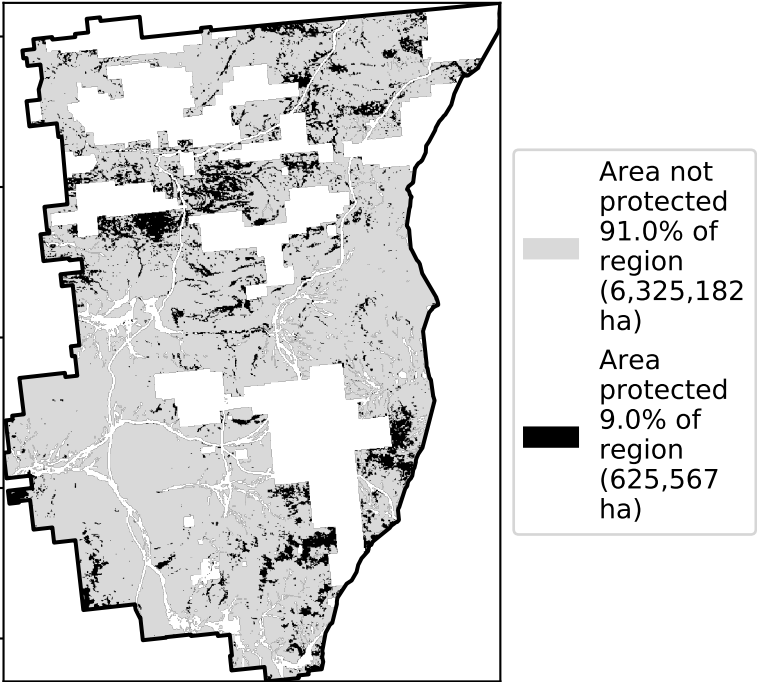 Area not
protected
91.0% of
region
(6,325,182
ha)
Area
protected
9.0% of
region
(625,567
ha)